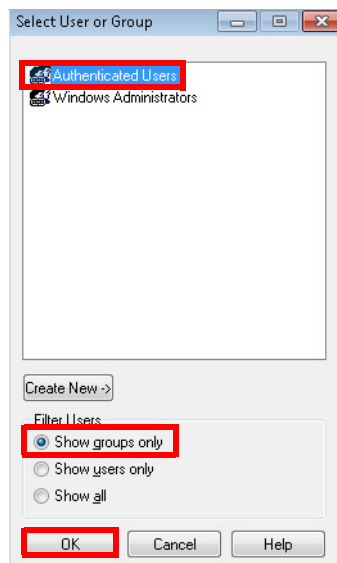 Select User or Group
Authenticated Users
Windows Administrators
Create New ->
Filter Users
Show groups only
Show users only
Show all
OK Cancel Help